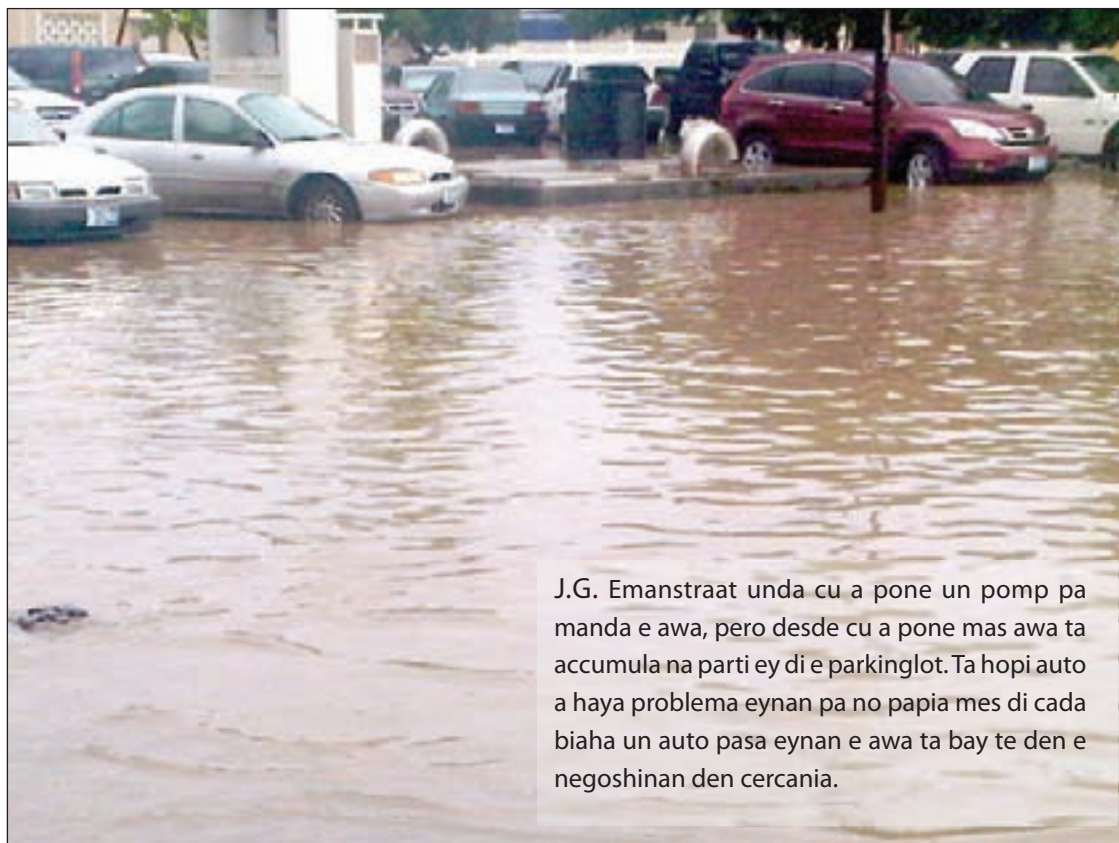 J.G. Emanstraat unda cu a pone un pomp pa
manda e awa, pero desde cu a pone mas awa ta
accumula na parti ey di e parkinglot. Ta hopi auto
a haya problema eynan pa no papia mes di cada
biaha un auto pasa eynan e awa ta bay te den e
negoshinan den cercania.